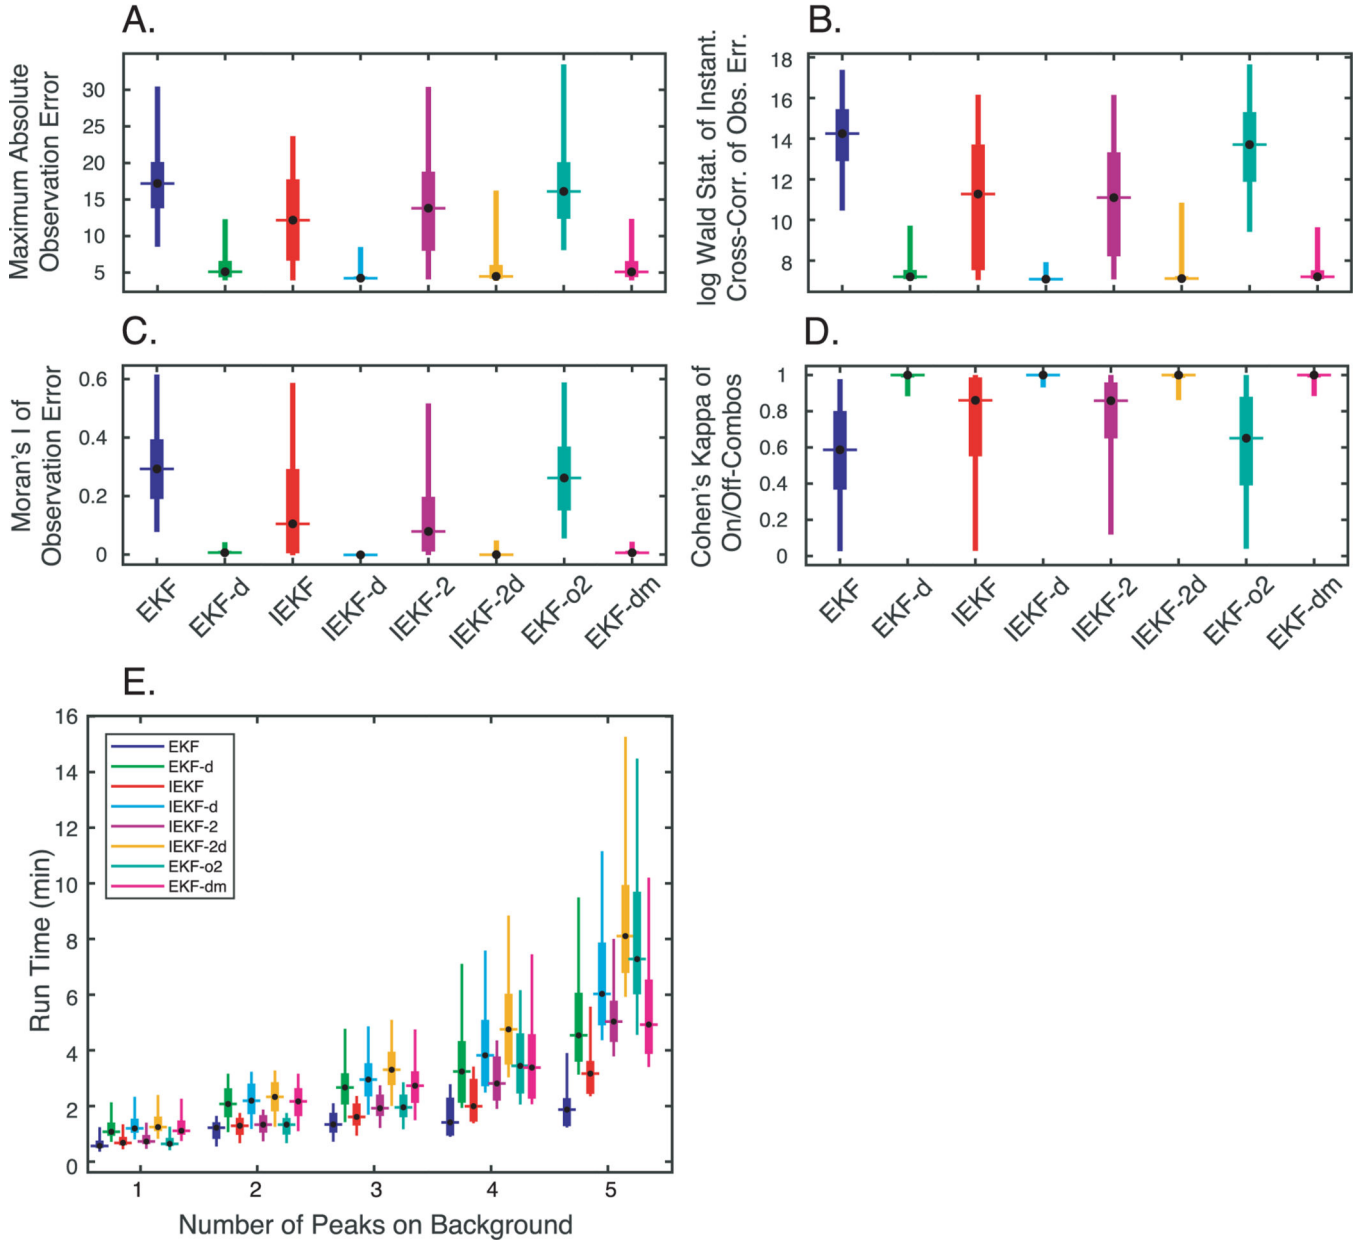 A.
Maximum Absolute
Observation Error
30
25
20
15
10
5
B.
log Wald Stat. of Instant.
Cross-Corr. of Obs. Err.
18
16
14
12
10
8
C.
Moran's I of
Observation Error
0.6
0.4
0.2
0
EKF
EKF-d
IEKF
IEKF-d
IEKF-2
IEKF-2d
EKF-o2
EKF-dm
D.
Cohen's Kappa of
On/Off-Combos
1
0.8
0.6
0.4
0.2
0
EKF
EKF-d
IEKF
IEKF-d
IEKF-2
IEKF-2d
EKF-o2
EKF-dm
E.
Run Time (min)
16
14
12
10
8
6
4
2
0
EKF
EKF-d
IEKF
IEKF-d
IEKF-2
IEKF-2d
EKF-o2
EKF-dm
1 2 3 4 5
Number of Peaks on Background